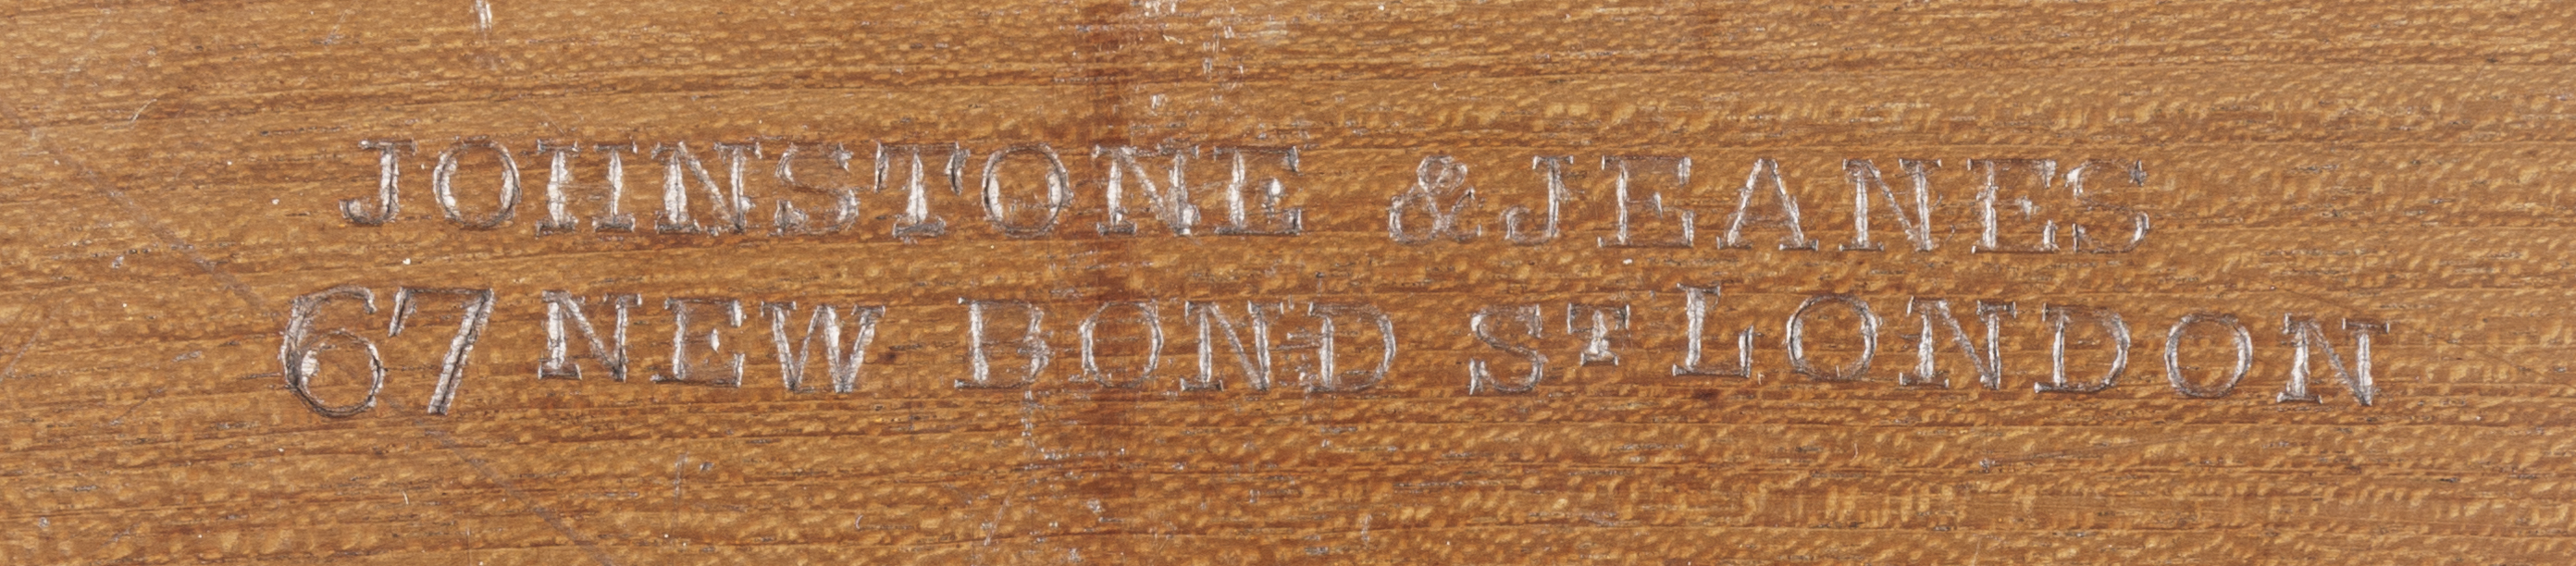 JOHNSTONE & JEANES
67 NEW BOND ST LONDON